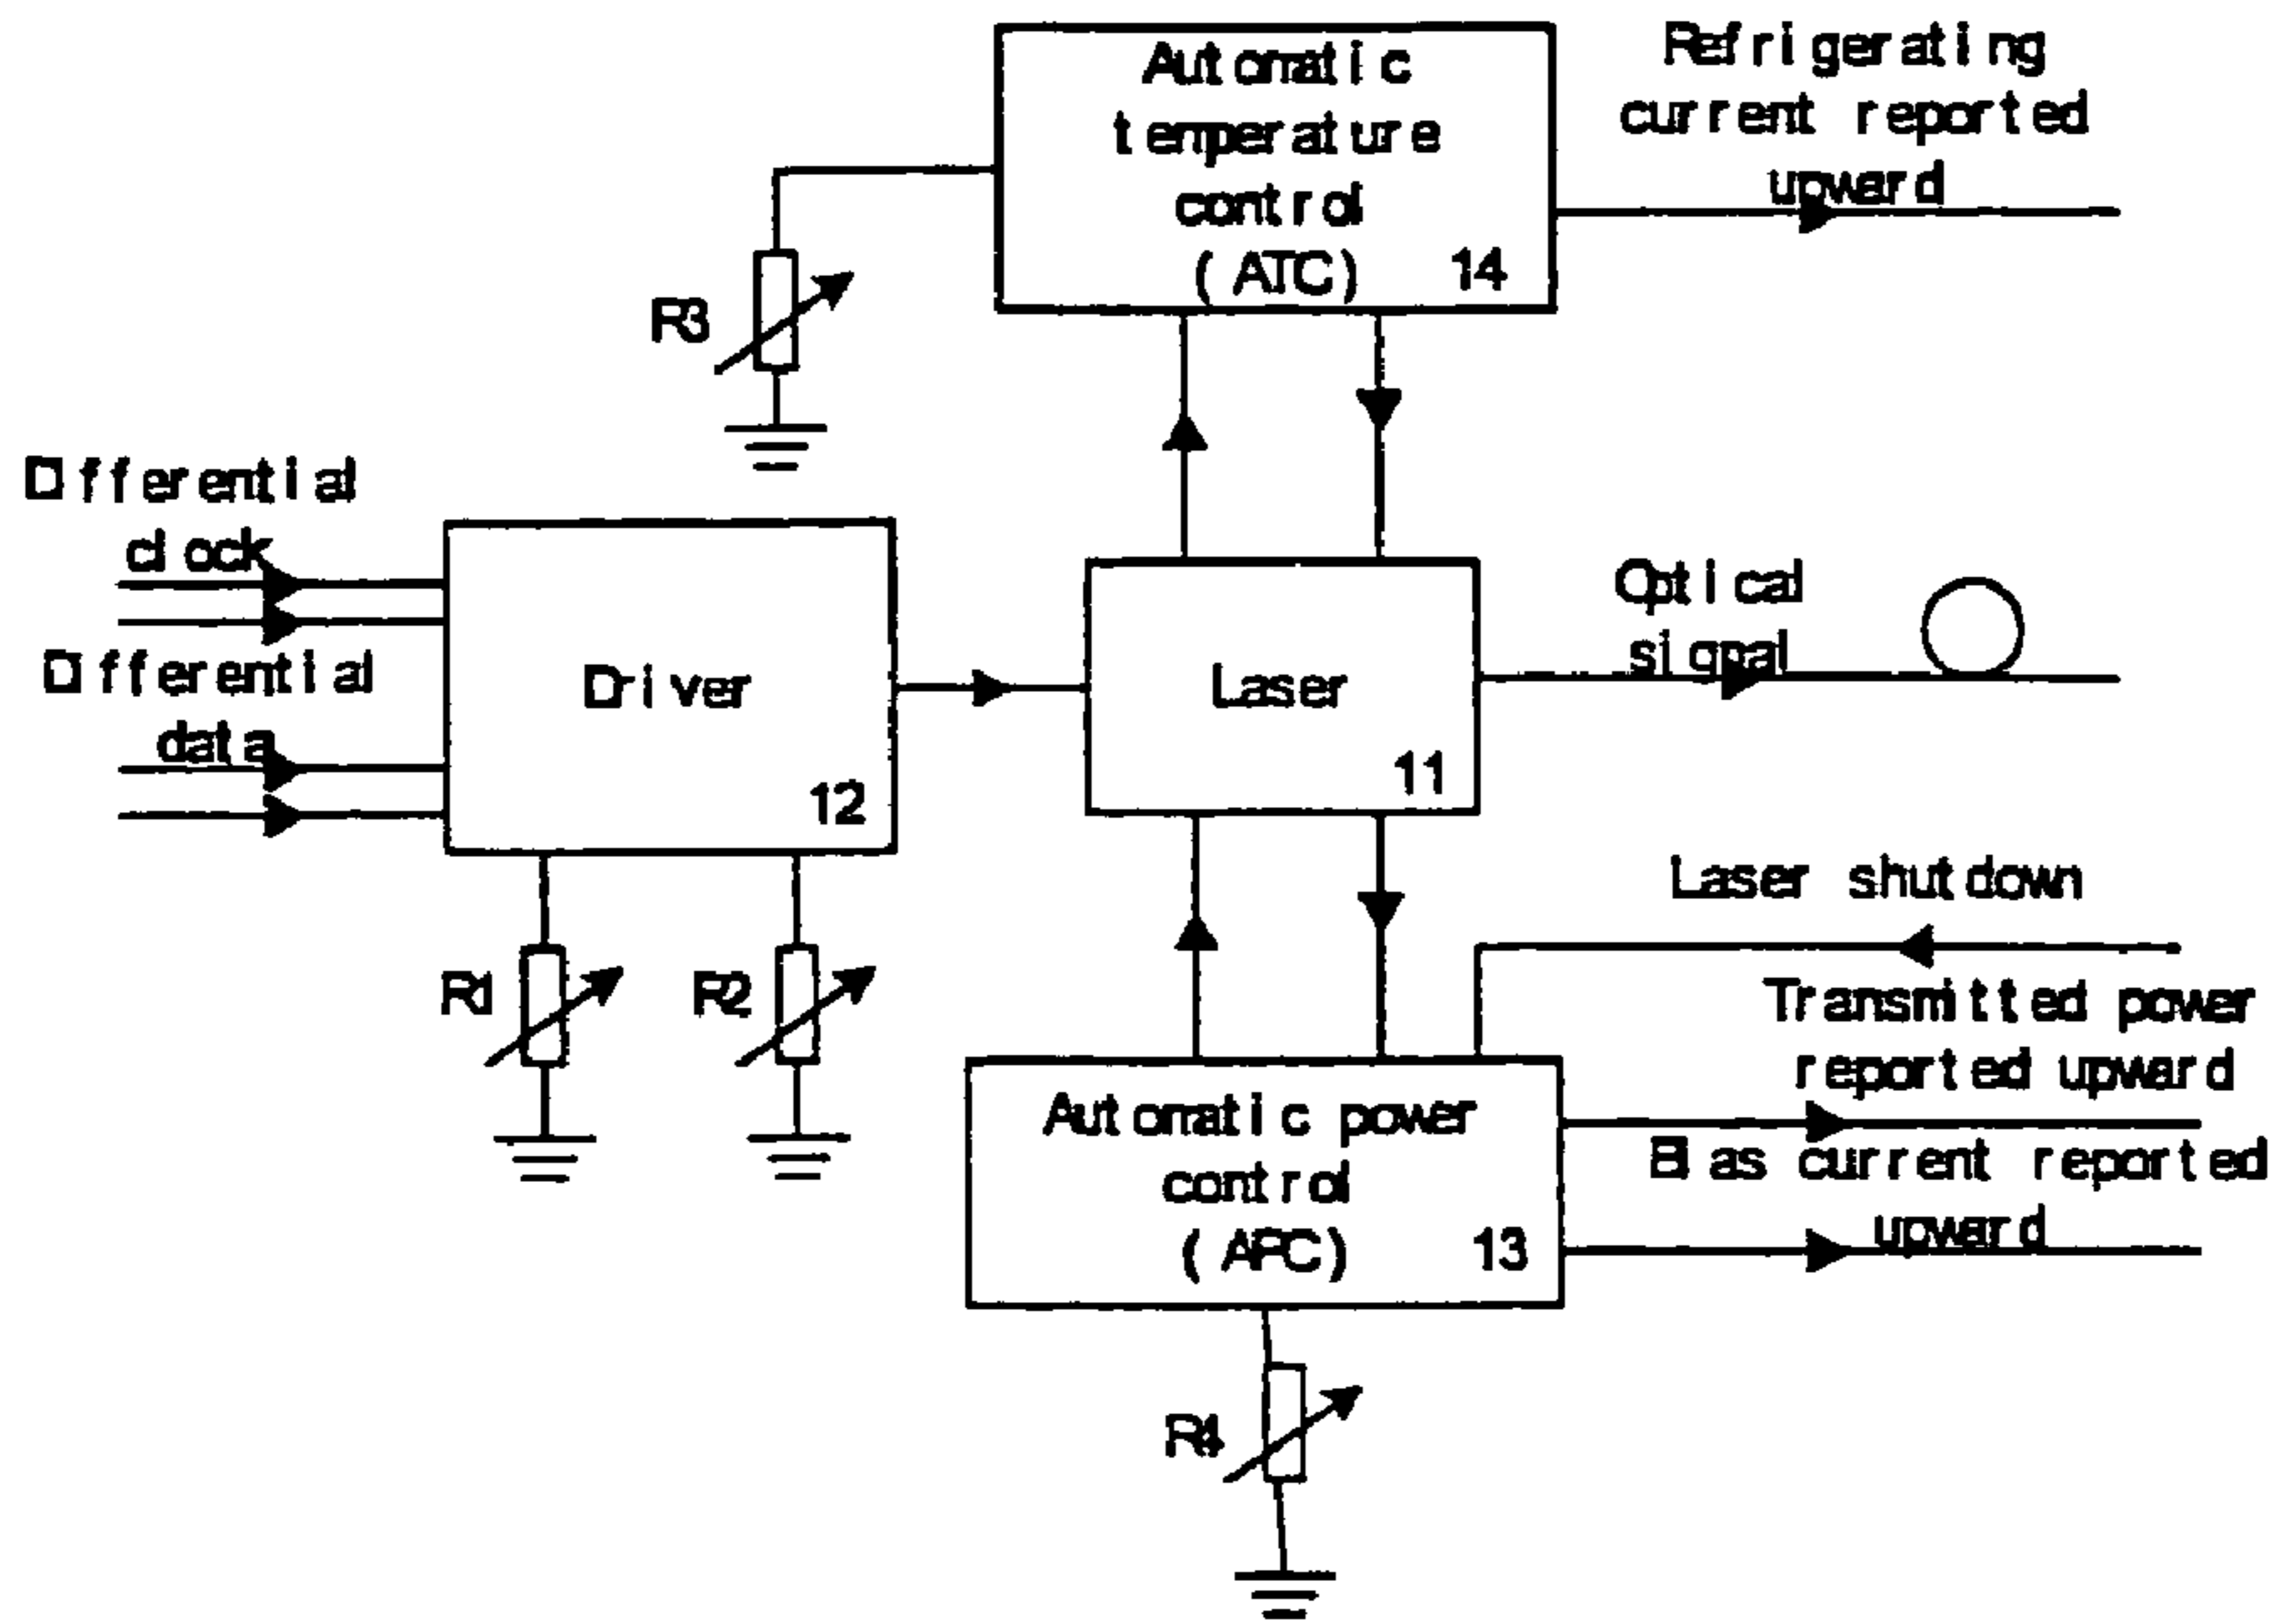 Automatic
temperature
control
(ATC)
14
Refrigerating
current reported
upward
R3
Differential
clock
Differential
data
Driver
12
Laser
11
Optical
signal
R1
R2
Laser shutdown
Transmitted power
reported upward
Bias current reported
upward
Automatic power
control
(APC)
13
R4